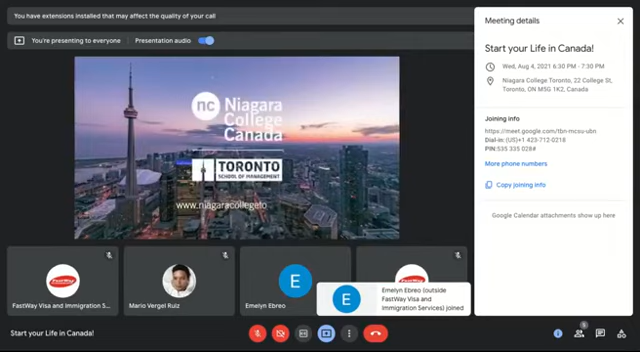 You have extensions installed that may affect the quality of your call
You're presenting to everyone
Presentation audio
nc Niagara
College
Canada
TORONTO
SCHOOL OF MANAGEMENT
www.niagaracollegeto
FastWay Visa and Immigration S...
Mario Vergel Ruiz
E
Emelyn Ebreo
E
Emelyn Ebreo (outside
FastWay Visa and
Immigration Services) joined
Start your Life in Canada!
5
Meeting details
Start your Life in Canada!
Wed, Aug 4, 2021 6:30 PM - 7:30 PM
Niagara College Toronto, 22 College St,
Toronto, ON M5G 1K2, Canada
Joining info
https://meet.google.com/tbn-mcsu-ubn
Dial-in: (US)+1 423-712-0218
PIN: 535 335 028#
More phone numbers
Copy joining info
Google Calendar attachments show up here